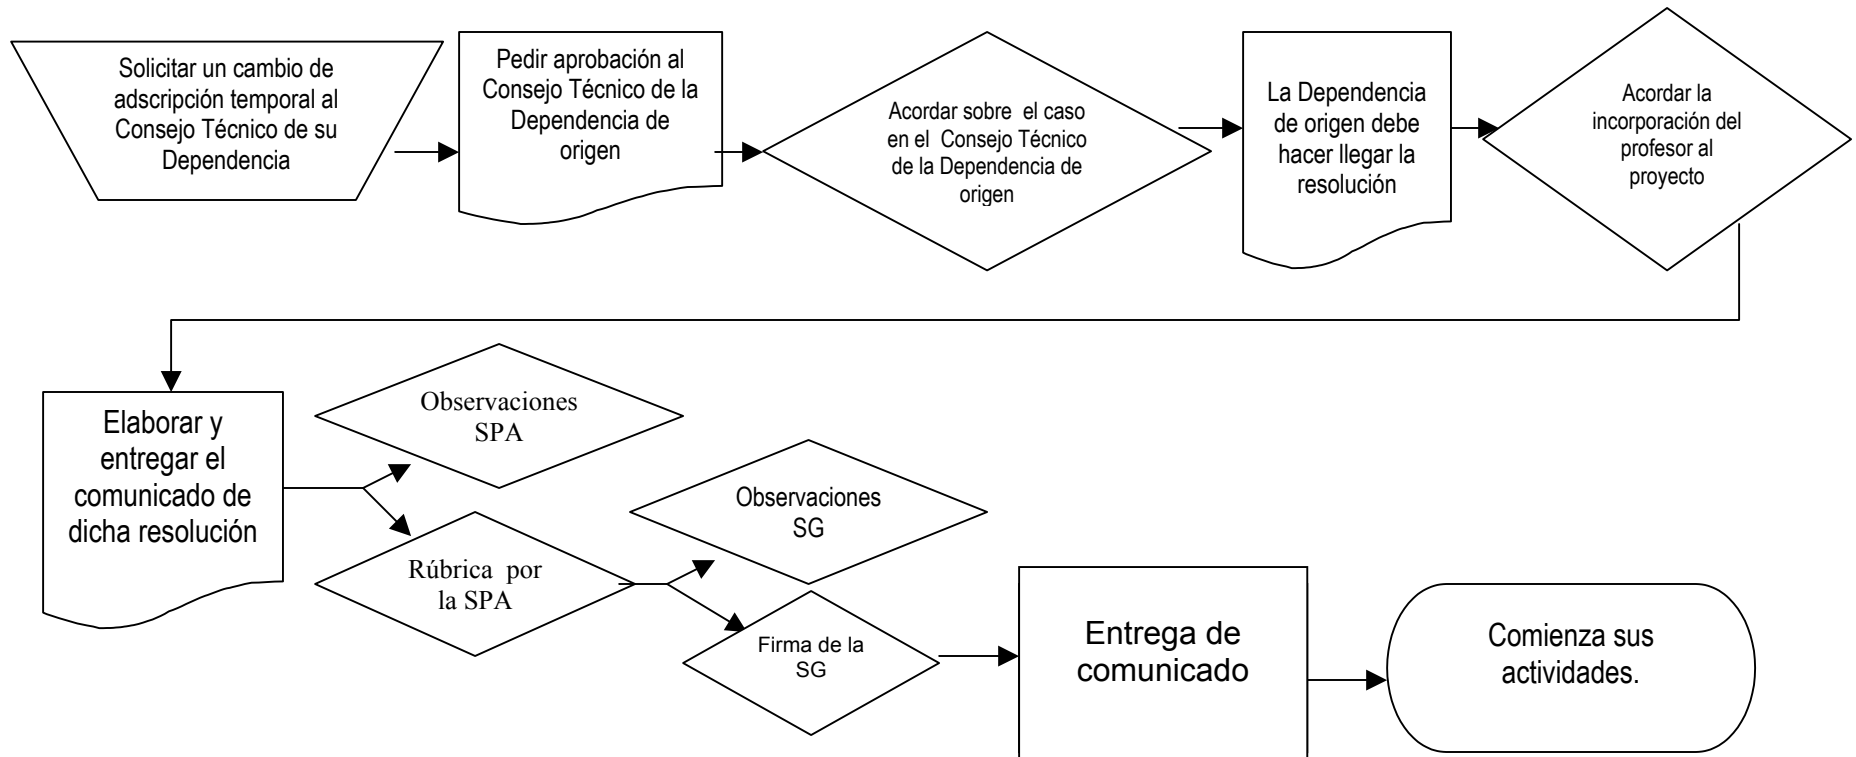 Solicitar un cambio de
adscripción temporal al
Consejo Técnico de su
Dependencia
Pedir aprobación al
Consejo Técnico de la
Dependencia de
origen
Acordar sobre el caso
en el Consejo Técnico
de la Dependencia de
origen
La Dependencia
de origen debe
hacer llegar la
resolución
Acordar la
incorporación del
profesor al
proyecto
Elaborar y
entregar el
comunicado de
dicha resolución
Observaciones
SPA
Rúbrica por
la SPA
Observaciones
SG
Firma de la
SG
Entrega de
comunicado
Comienza sus
actividades.